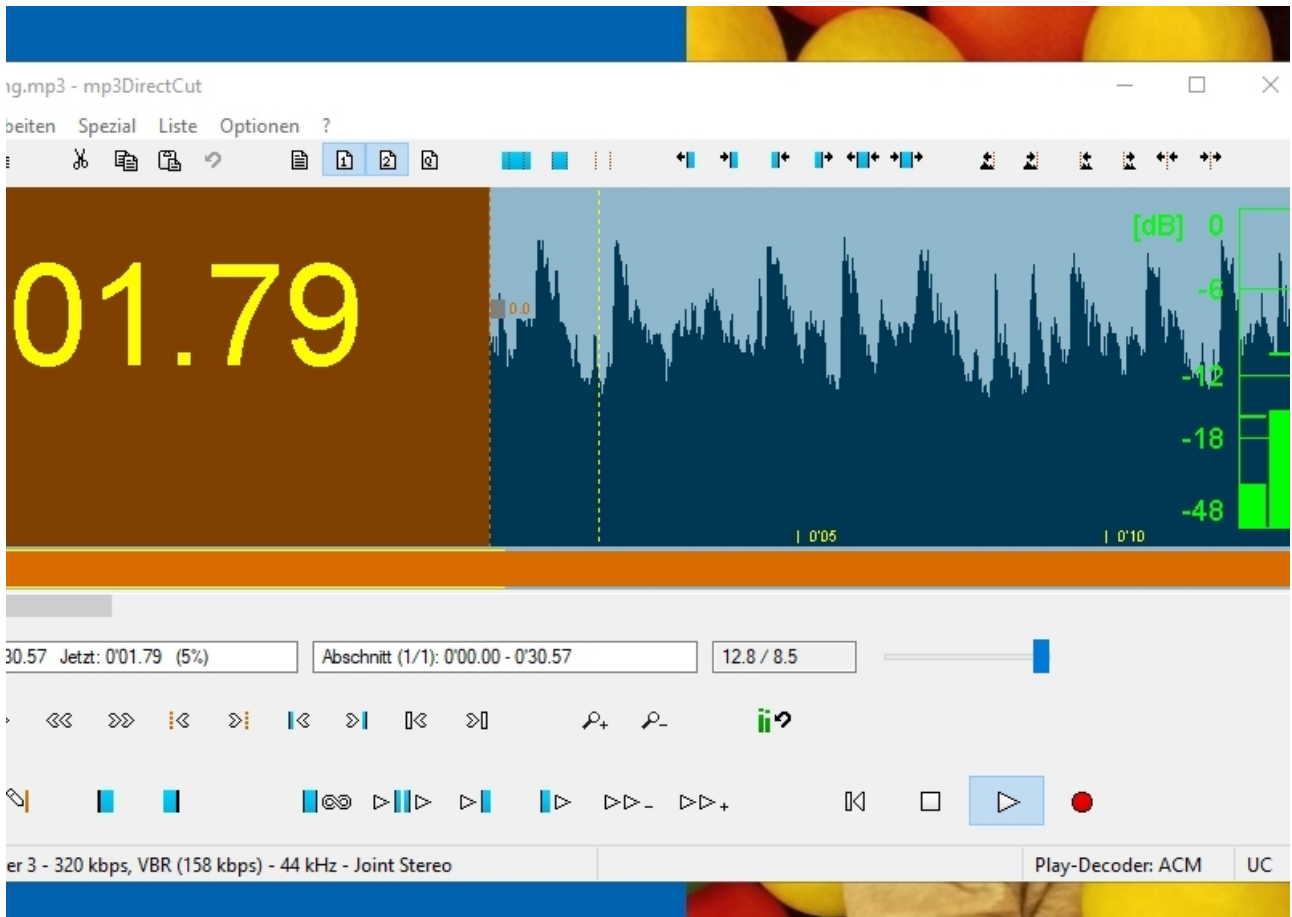 ng.mp3 - mp3DirectCut
beiten Spezial Liste Optionen ?
1 2 Q
[dB] 0
01.79
-6
0.0
-12
-18
-48
0'05 0'10
30.57 Jetzt: 0'01.79 (5%) Abschnitt (1/1): 0'00.00 - 0'30.57 12.8 / 8.5
er 3 - 320 kbps, VBR (158 kbps) - 44 kHz - Joint Stereo Play-Decoder: ACM UC